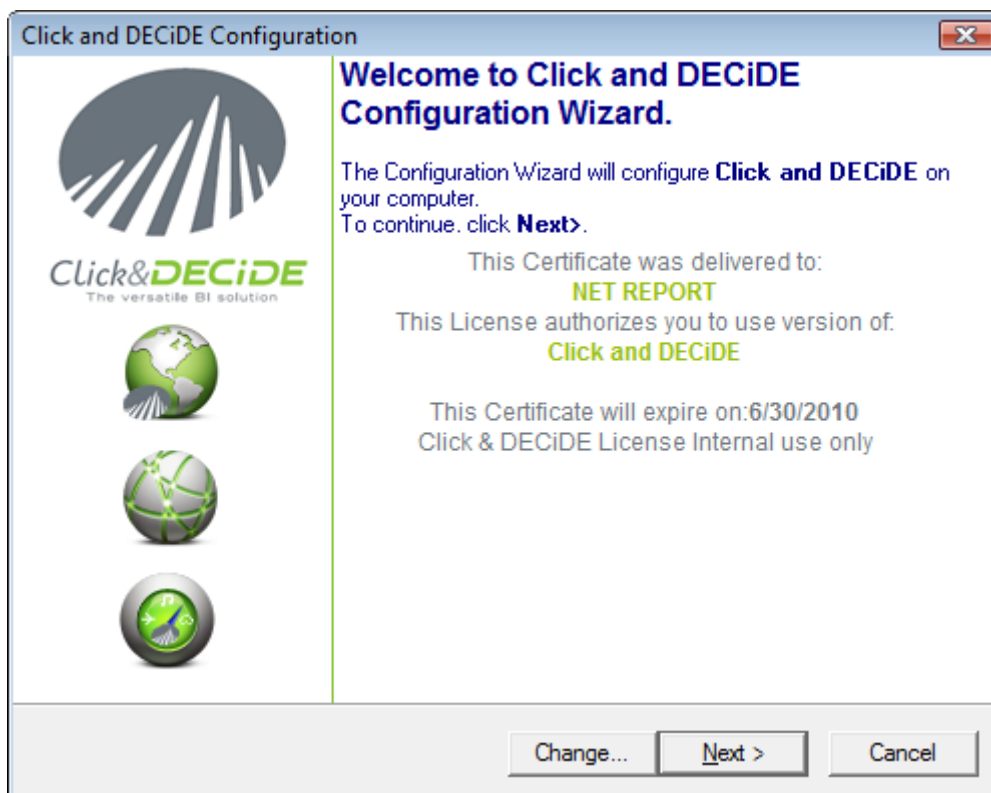 Click and DECiDE Configuration
Welcome to Click and DECiDE
Configuration Wizard.
The Configuration Wizard will configure Click and DECiDE on
your computer.
To continue. click Next>.
This Certificate was delivered to:
NET REPORT
This License authorizes you to use version of:
Click and DECiDE
This Certificate will expire on:6/30/2010
Click & DECiDE License Internal use only
Click&DECiDE
The versatile BI solution
Change...
Next >
Cancel